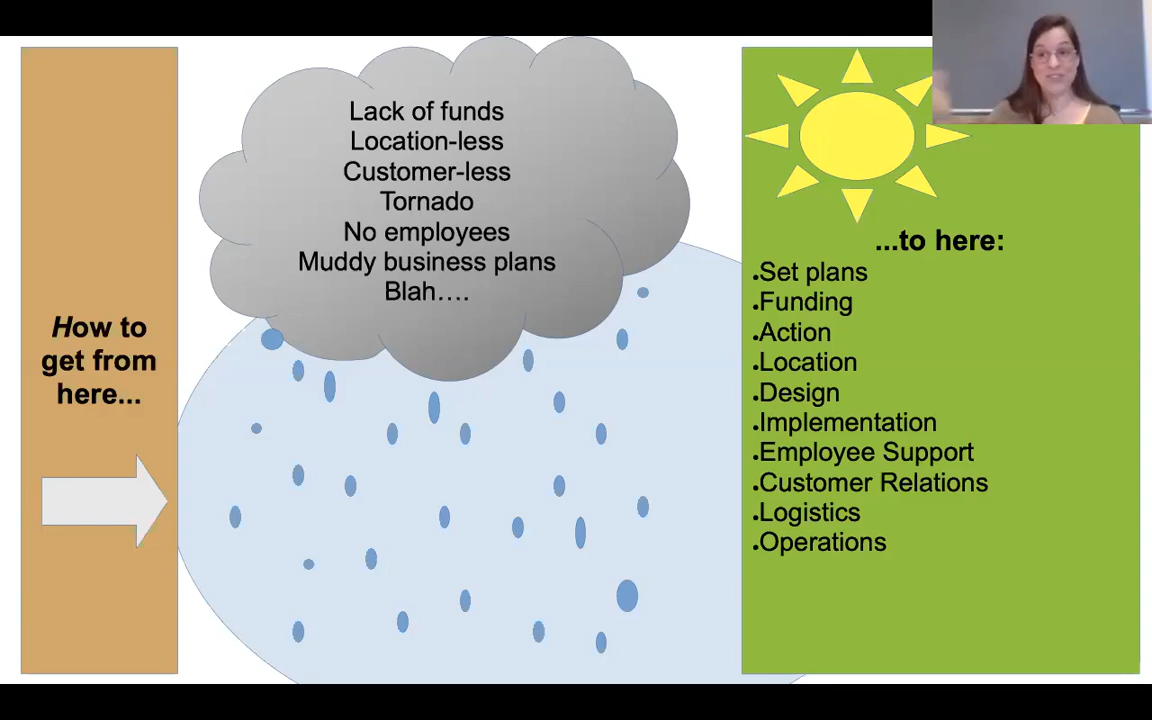 How to
get from
here...
Lack of funds
Location-less
Customer-less
Tornado
No employees
Muddy business plans
Blah….
...to here:
.Set plans
.Funding
.Action
.Location
.Design
.Implementation
.Employee Support
.Customer Relations
.Logistics
.Operations